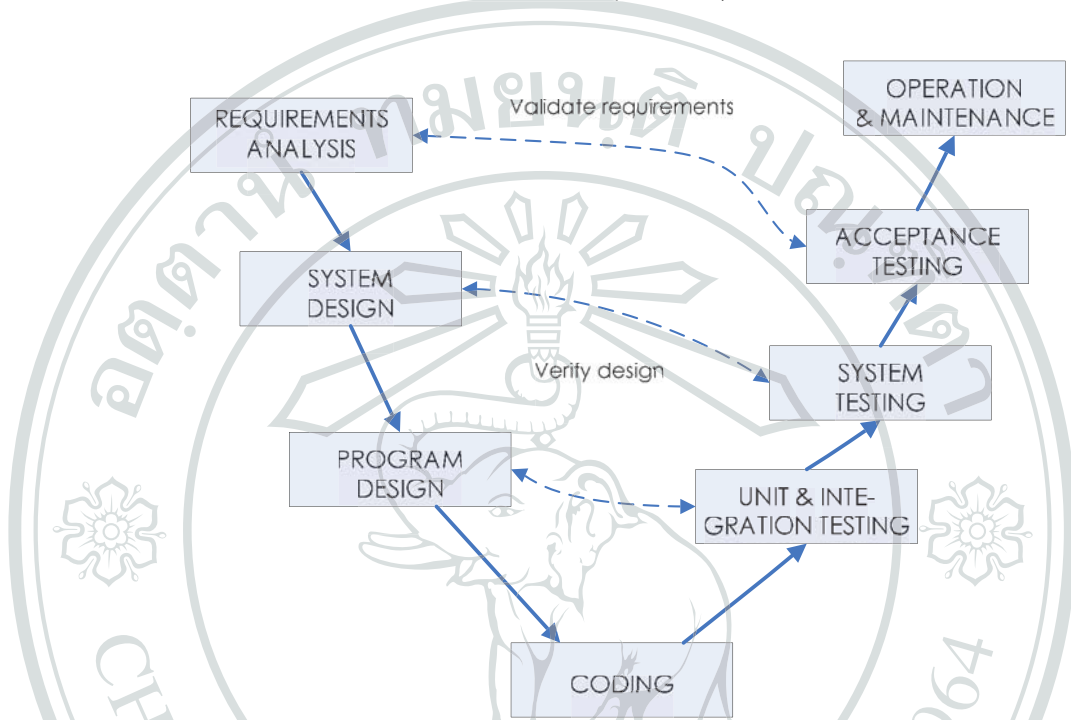 Validate requirements
OPERATION
& MAINTENANCE
REQUIREMENTS
ANALYSIS
ACCEPTANCE
TESTING
SYSTEM
DESIGN
Verify design
SYSTEM
TESTING
PROGRAM
DESIGN
UNIT & INTE-
GRATION TESTING
CODING